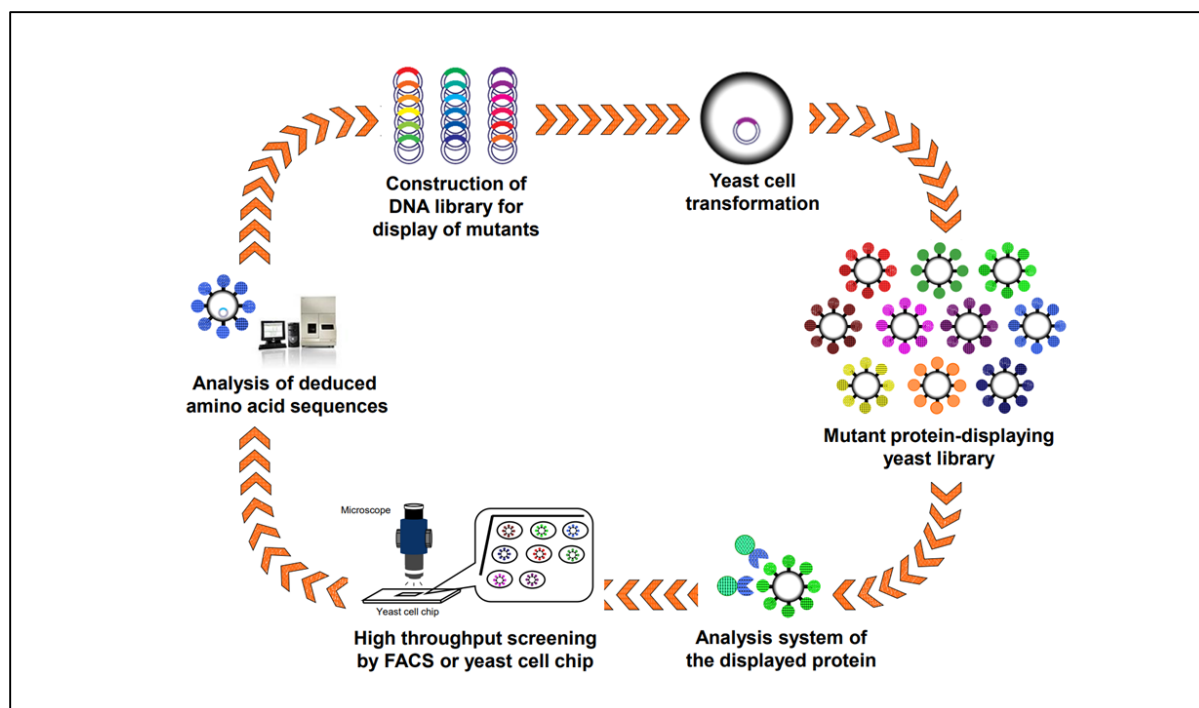 Construction of
DNA library for
display of mutants
Yeast cell
transformation
Mutant protein-displaying
yeast library
Analysis system of
the displayed protein
Microscope
Yeast cell chip
High throughput screening
by FACS or yeast cell chip
Analysis of deduced
amino acid sequences